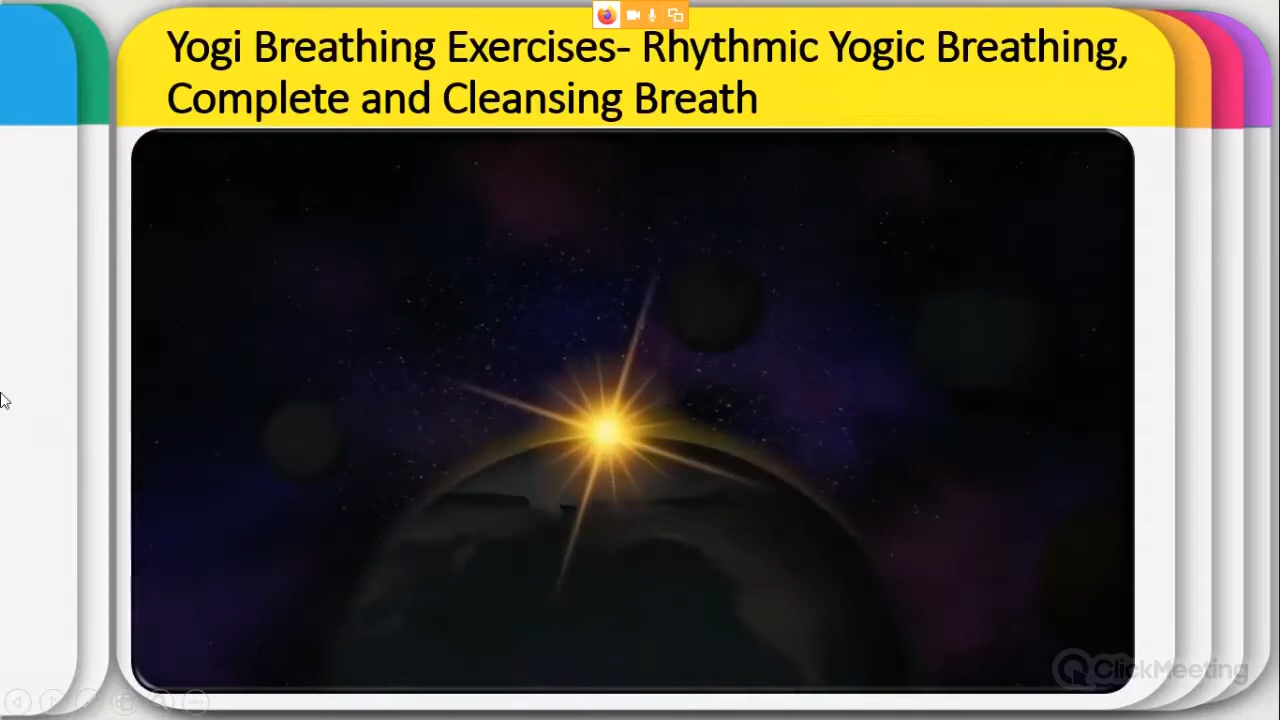 Yogi Breathing Exercises- Rhythmic Yogic Breathing,
Complete and Cleansing Breath
ClickMeeting